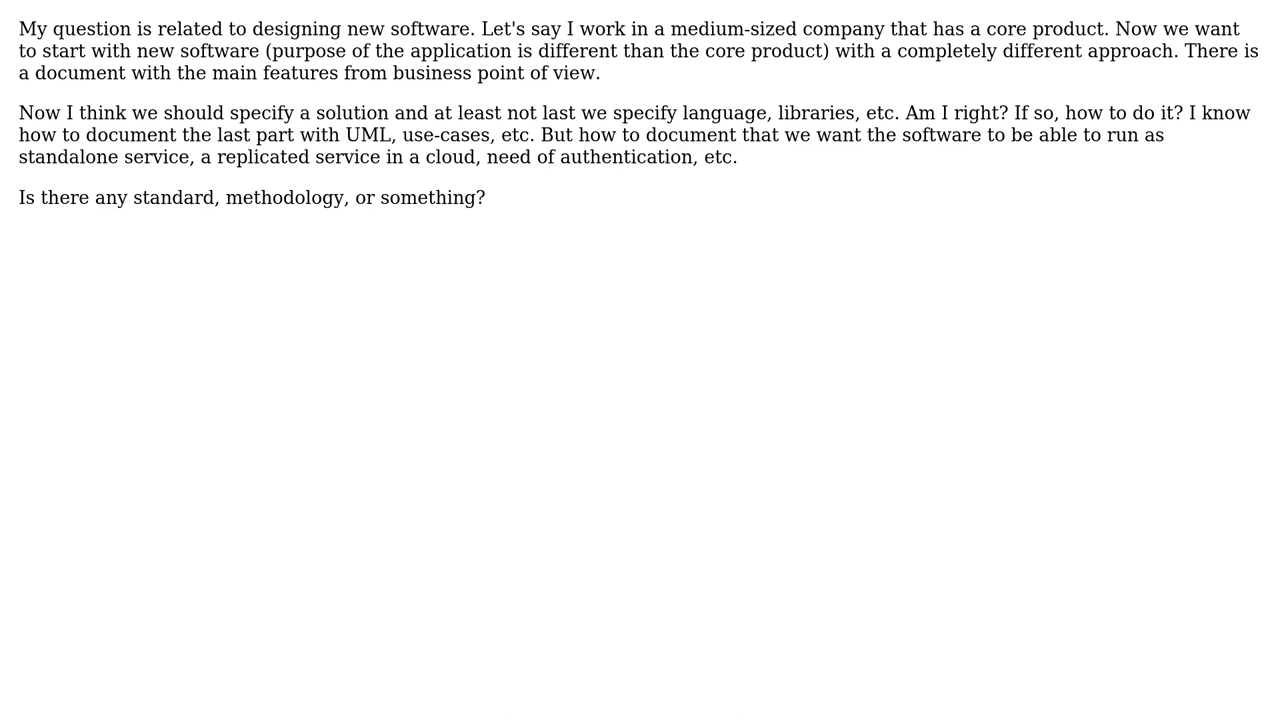 My question is related to designing new software. Let's say I work in a medium-sized company that has a core product. Now we want
to start with new software (purpose of the application is different than the core product) with a completely different approach. There is
a document with the main features from business point of view.
Now I think we should specify a solution and at least not last we specify language, libraries, etc. Am I right? If so, how to do it? I know
how to document the last part with UML, use-cases, etc. But how to document that we want the software to be able to run as
standalone service, a replicated service in a cloud, need of authentication, etc.
Is there any standard, methodology, or something?